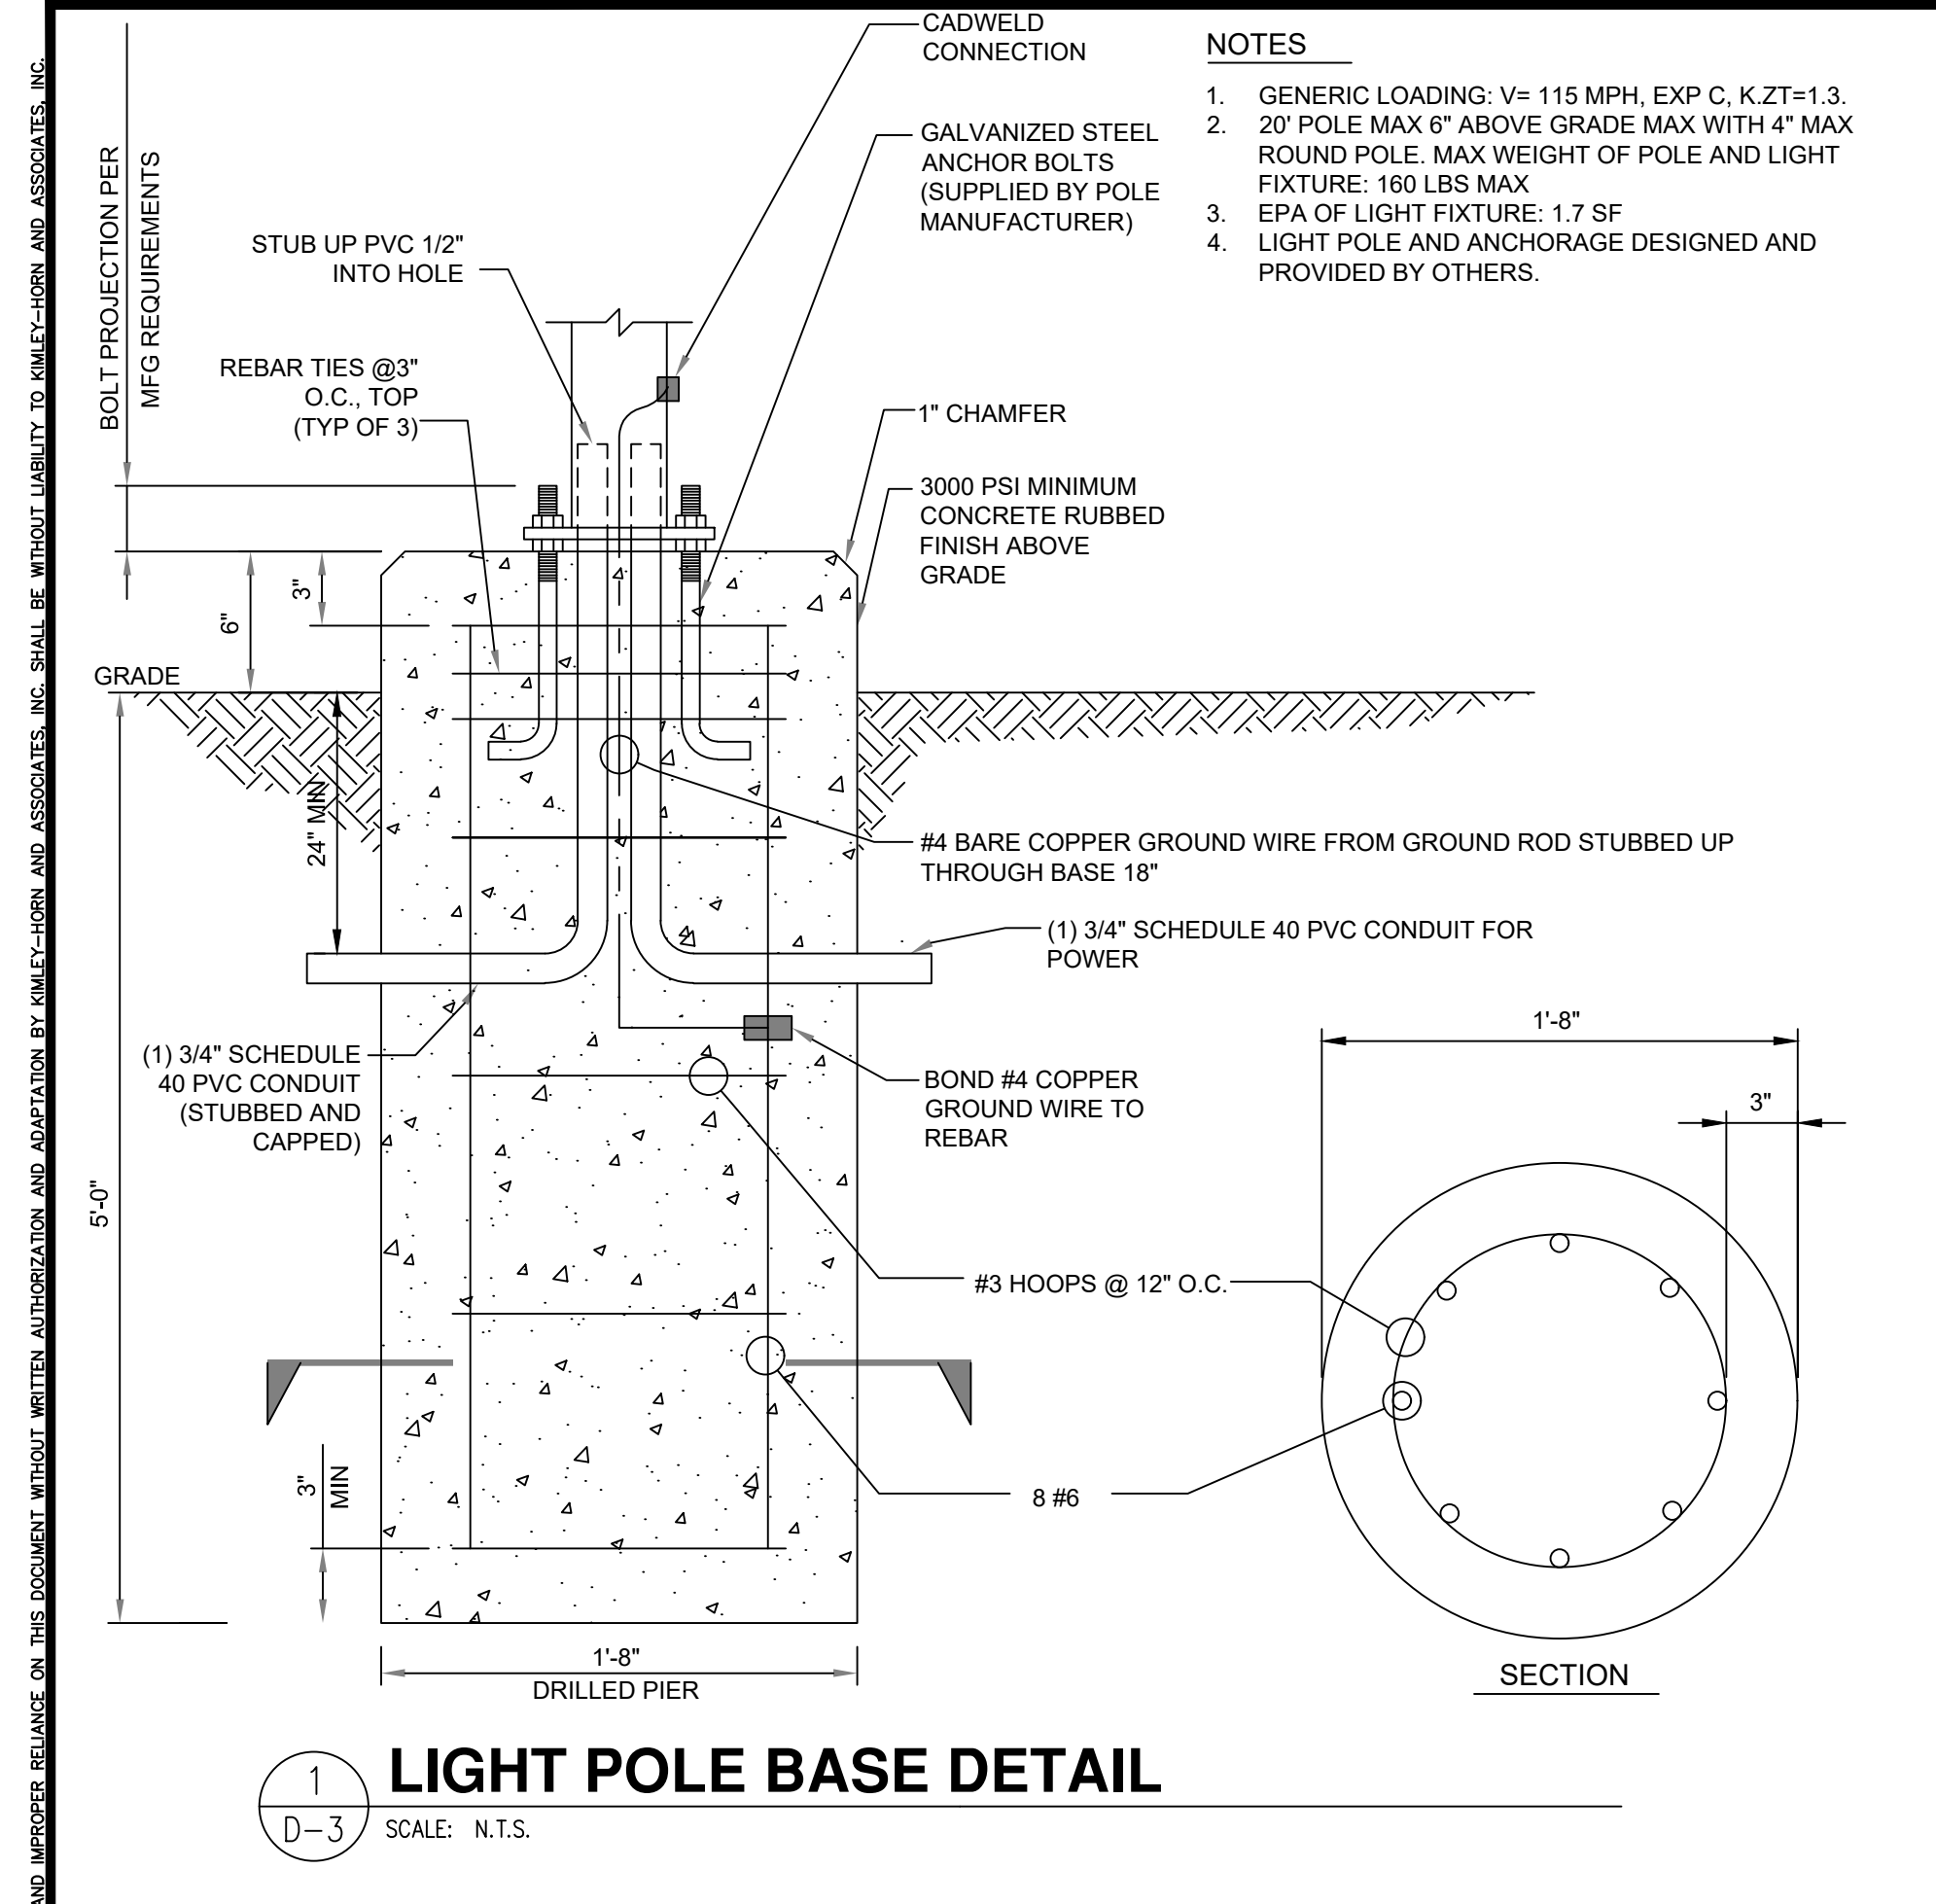 AND IMPROPER RELIANCE ON THIS DOCUMENT WITHOUT WRITTEN AUTHORIZATION AND ADAPTATION BY KIMLEY-HORN AND ASSOCIATES, INC. SHALL BE WITHOUT LIABILITY TO KIMLEY-HORN AND ASSOCIATES, INC.
CADWELD
CONNECTION
NOTES
1. GENERIC LOADING: V= 115 MPH, EXP C, K.ZT=1.3.
2. 20' POLE MAX 6" ABOVE GRADE MAX WITH 4" MAX
ROUND POLE. MAX WEIGHT OF POLE AND LIGHT
FIXTURE: 160 LBS MAX
3. EPA OF LIGHT FIXTURE: 1.7 SF
4. LIGHT POLE AND ANCHORAGE DESIGNED AND
PROVIDED BY OTHERS.
GALVANIZED STEEL
ANCHOR BOLTS
(SUPPLIED BY POLE
MANUFACTURER)
BOLT PROJECTION PER
MFG REQUIREMENTS
STUB UP PVC 1/2"
INTO HOLE
REBAR TIES @3"
O.C., TOP
(TYP OF 3)
1" CHAMFER
3000 PSI MINIMUM
CONCRETE RUBBED
FINISH ABOVE
GRADE
3"
6"
GRADE
24" MIN
#4 BARE COPPER GROUND WIRE FROM GROUND ROD STUBBED UP
THROUGH BASE 18"
(1) 3/4" SCHEDULE 40 PVC CONDUIT FOR
POWER
(1) 3/4" SCHEDULE
40 PVC CONDUIT
(STUBBED AND
CAPPED)
BOND #4 COPPER
GROUND WIRE TO
REBAR
1'-8"
3"
5'-0"
#3 HOOPS @ 12" O.C.
3"
MIN
8 #6
1'-8"
DRILLED PIER
SECTION
1
D-3
LIGHT POLE BASE DETAIL
SCALE: N.T.S.